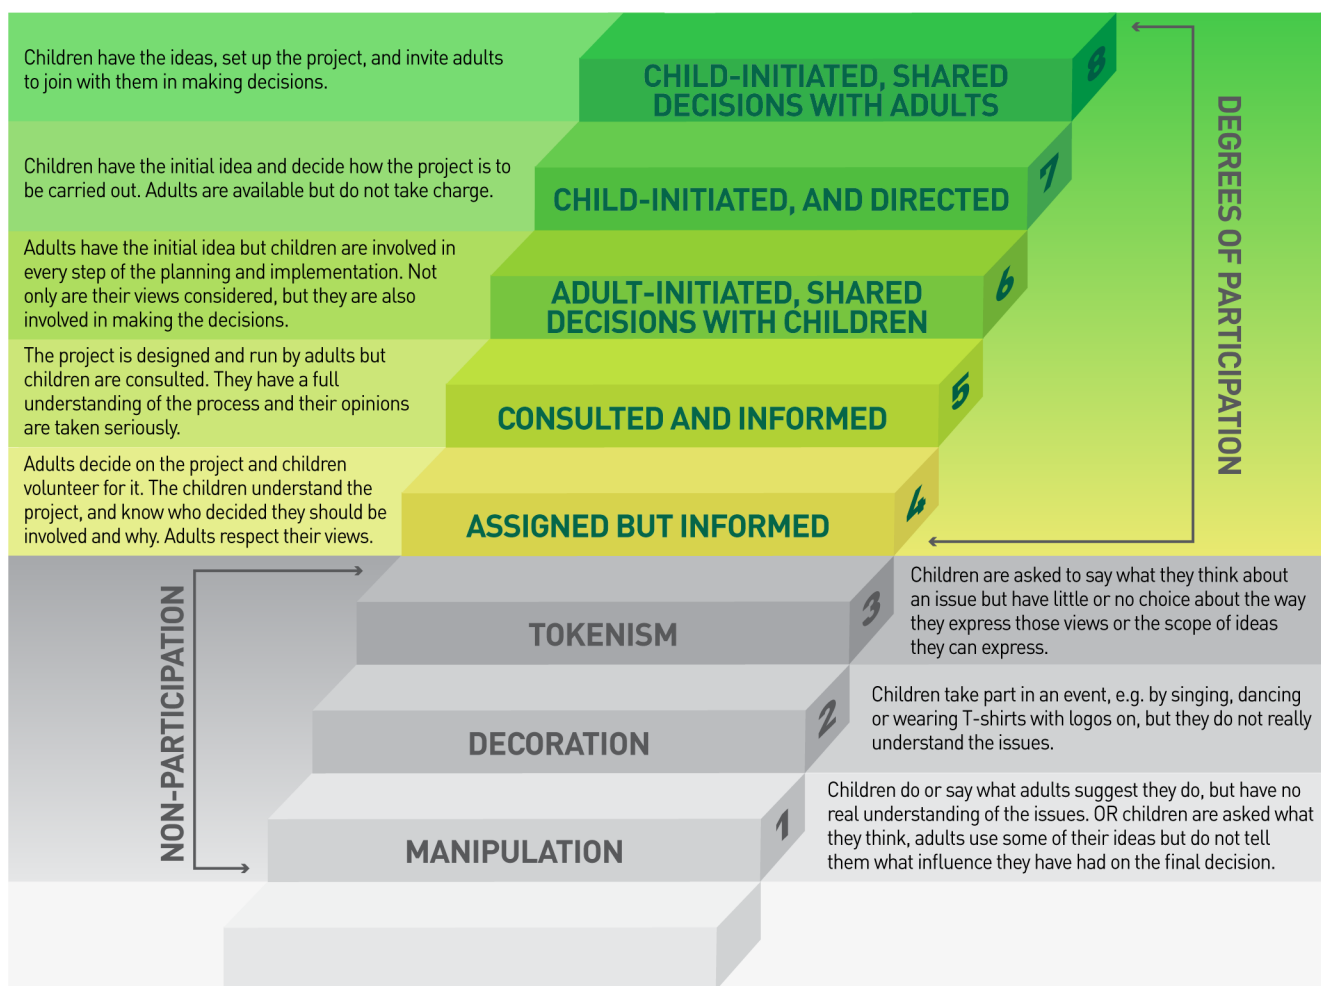 Children have the ideas, set up the project, and invite adults
to join with them in making decisions.
CHILD-INITIATED, SHARED
DECISIONS WITH ADULTS
8
Children have the initial idea and decide how the project is to
be carried out. Adults are available but do not take charge.
CHILD-INITIATED, AND DIRECTED
7
Adults have the initial idea but children are involved in
every step of the planning and implementation. Not
only are their views considered, but they are also
involved in making the decisions.
ADULT-INITIATED, SHARED
DECISIONS WITH CHILDREN
6
The project is designed and run by adults but
children are consulted. They have a full
understanding of the process and their opinions
are taken seriously.
CONSULTED AND INFORMED
5
Adults decide on the project and children
volunteer for it. The children understand the
project, and know who decided they should be
involved and why. Adults respect their views.
ASSIGNED BUT INFORMED
4
DEGREES OF PARTICIPATION
NON-PARTICIPATION
TOKENISM
3
Children are asked to say what they think about
an issue but have little or no choice about the way
they express those views or the scope of ideas
they can express.
DECORATION
2
Children take part in an event, e.g. by singing, dancing
or wearing T-shirts with logos on, but they do not really
understand the issues.
MANIPULATION
1
Children do or say what adults suggest they do, but have no
real understanding of the issues. OR children are asked what
they think, adults use some of their ideas but do not tell
them what influence they have had on the final decision.